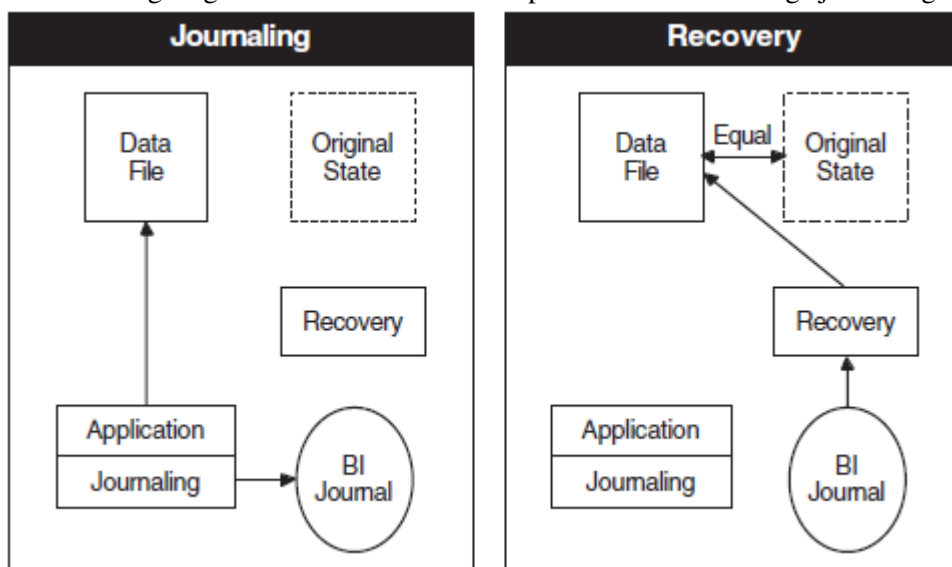 Journaling
Data
File
Original
State
Recovery
Application
Journaling
BI
Journal
Recovery
Data
File
Equal
Original
State
Recovery
Application
Journaling
BI
Journal